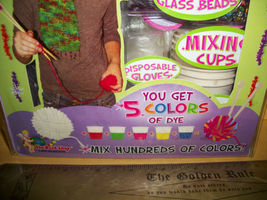 GLASS BEADS
MIXING
CUPS
DISPOSABLE
GLOVES
YOU GET
5 COLORS
OF DYE
MIX HUNDREDS OF COLORS!
The Golden Rule